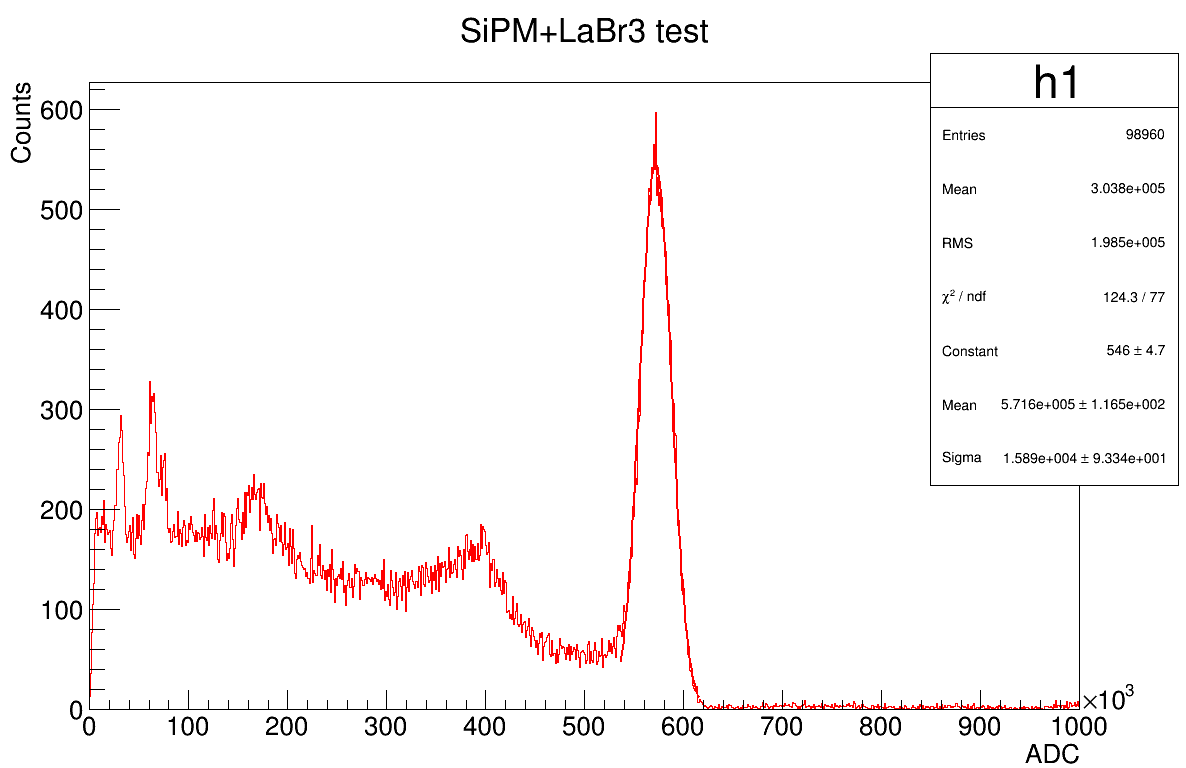 SiPM+LaBr3 test
h1
Entries 98960
Mean 3.038e+005
RMS 1.985e+005
χ² / ndf 124.3 / 77
Constant 546 ± 4.7
Mean 5.716e+005 ± 1.165e+002
Sigma 1.589e+004 ± 9.334e+001
Counts
600
500
400
300
200
100
0
0 100 200 300 400 500 600 700 800 900 1000
×10³
ADC